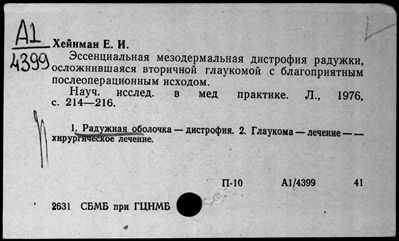 А1
4399
Хейнман Е. И.
Эссенциальная мезодермальная дистрофия радужки,
осложнившаяся вторичной глаукомой с благоприятным
послеоперационным исходом.
Науч. исслед. в мед практике. Л., 1976,
с. 214—216.
1. Радужная оболочка — дистрофия. 2. Глаукома — лечение — —
хирургическое лечение.
П-10 А1/4399 41
2631 СБМБ при ГЦНМБ